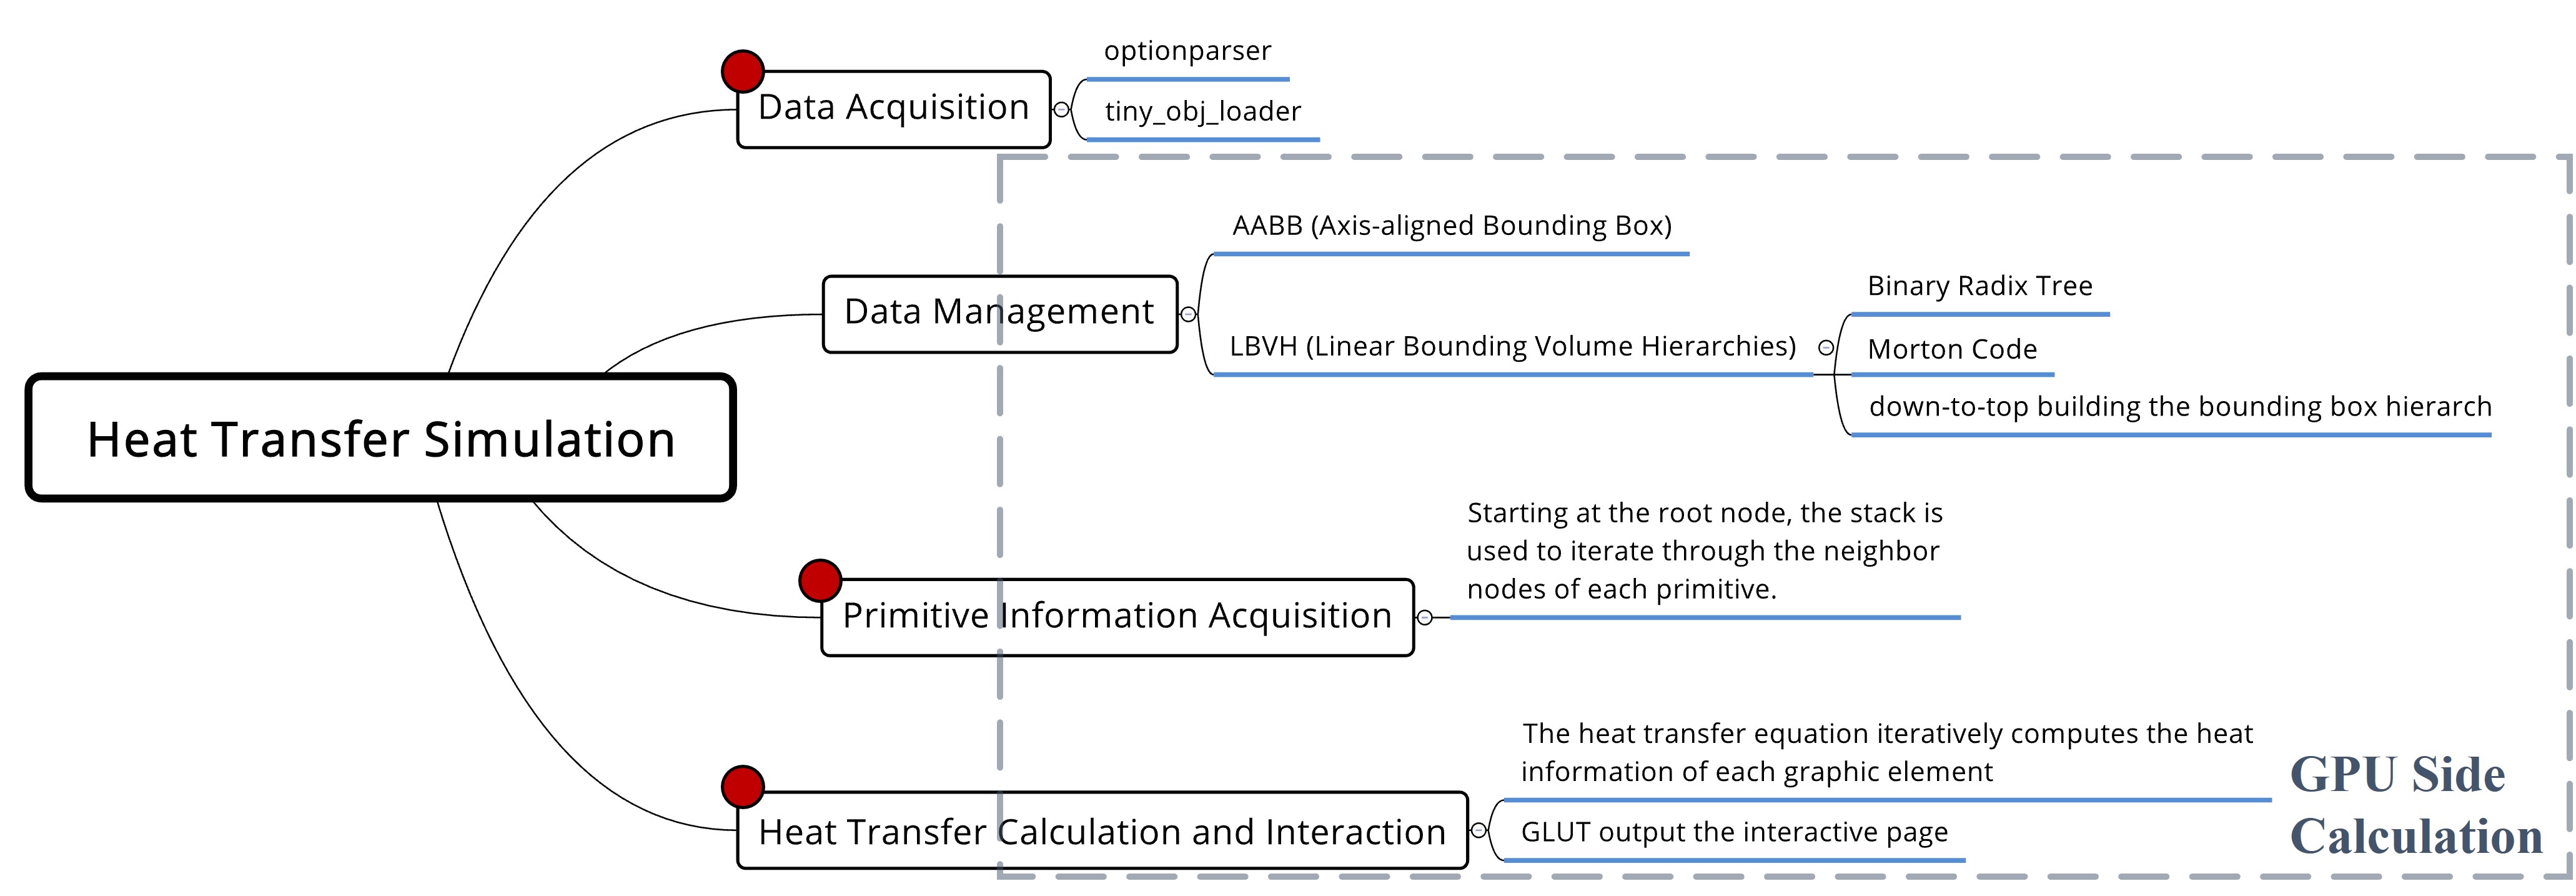 optionparser
Data Acquisition
tiny_obj_loader
AABB (Axis-aligned Bounding Box)
Data Management
Binary Radix Tree
LBVH (Linear Bounding Volume Hierarchies)
Morton Code
down-to-top building the bounding box hierarch
Heat Transfer Simulation
Starting at the root node, the stack is
used to iterate through the neighbor
nodes of each primitive.
Primitive Information Acquisition
The heat transfer equation iteratively computes the heat
information of each graphic element
Heat Transfer Calculation and Interaction
GLUT output the interactive page
GPU Side
Calculation